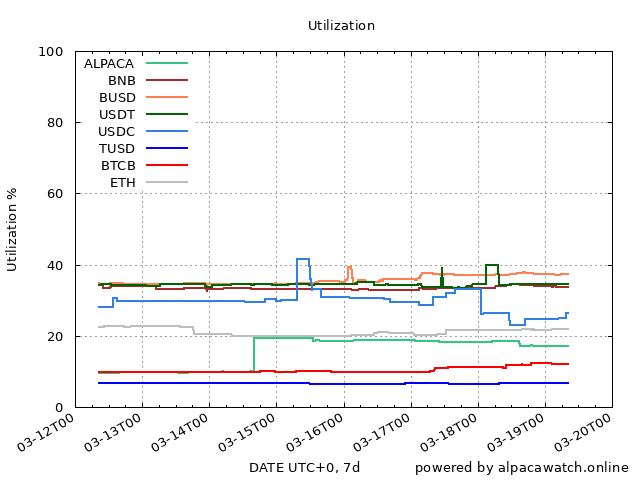 Utilization
100
80
60
40
20
0
Utilization %
ALPACA
BNB
BUSD
USDT
USDC
TUSD
BTCB
ETH
03-12T00
03-13T00
03-14T00
03-15T00
03-16T00
03-17T00
03-18T00
03-19T00
03-20T00
DATE UTC+0, 7d
powered by alpacawatch.online